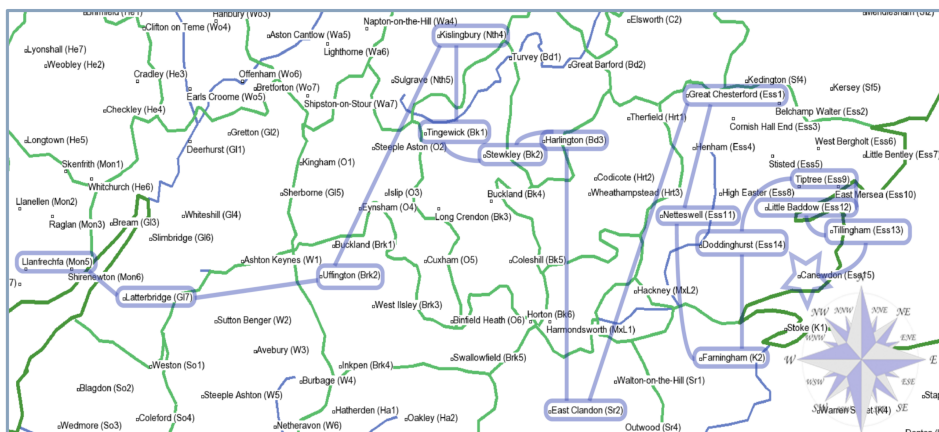 Brimfield (He1)
Hanbury (Wo3)
Napton-on-the-Hill (Wa4)
Elsworth (C2)
Mendlesham (Sf2)
Clifton on Teme (Wo4)
Aston Cantlow (Wa5)
Kislingbury (Nth4)
Lyonshall (He7)
Lighthorne (Wa6)
Turvey (Bd1)
Weobley (He2)
Great Barford (Bd2)
Cradley (He3)
Offenham (Wo6)
Sulgrave (Nth5)
Kedington (Sf4)
Kersey (Sf5)
Earls Croome (Wo5)
Bretforton (Wo7)
Great Chesterford (Ess1)
Shipston-on-Stour (Wa7)
Checkley (He4)
Belchamp Walter (Ess2)
Therfield (Hrt1)
Cornish Hall End (Ess3)
Gretton (Gl2)
Tingewick (Bk1)
Longtown (He5)
Deerhurst (Gl1)
Steeple Aston (O2)
Harlington (Bd3)
West Bergholt (Ess6)
Henham (Ess4)
Stewkley (Bk2)
Little Bentley (Ess7)
Skenfrith (Mon1)
Kingham (O1)
Stisted (Ess5)
Codicote (Hrt2)
Tiptree (Ess9)
Whitchurch (He6)
Sherborne (Gl5)
Islip (O3)
Buckland (Bk4)
Wheathampstead (Hrt3)
High Easter (Ess8)
East Mersea (Ess10)
Llanellen (Mon2)
Eynsham (O4)
Little Baddow (Ess12)
Whiteshill (Gl4)
Long Crendon (Bk3)
Netteswell (Ess11)
Raglan (Mon3)
Bream (Gl3)
Tillingham (Ess13)
Slimbridge (Gl6)
Buckland (Brk1)
Doddinghurst (Ess14)
Llanfrechfa (Mon5)
Ashton Keynes (W1)
Cuxham (O5)
Coleshill (Bk5)
Shirenewton (Mon6)
Uffington (Brk2)
Canewdon (Ess15)
7)
Latterbridge (Gl7)
Hackney (MxL2)
West Ilsley (Brk3)
Sutton Benger (W2)
Binfield Heath (O6)
Horton (Bk6)
Harmondsworth (MxL1)
Stoke (K1)
N
NNW
NNE
NW
NE
WNW
ENE
Avebury (W3)
Swallowfield (Brk5)
Farningham (K2)
W
E
Weston (So1)
Inkpen (Brk4)
Walton-on-the-Hill (Sr1)
WSW
ESE
Blagdon (So2)
Burbage (W4)
Steeple Ashton (W5)
Hatherden (Ha1)
East Clandon (Sr2)
Wedmore (So3)
Coleford (So4)
Netheravon (W6)
Oakley (Ha2)
Outwood (Sr4)